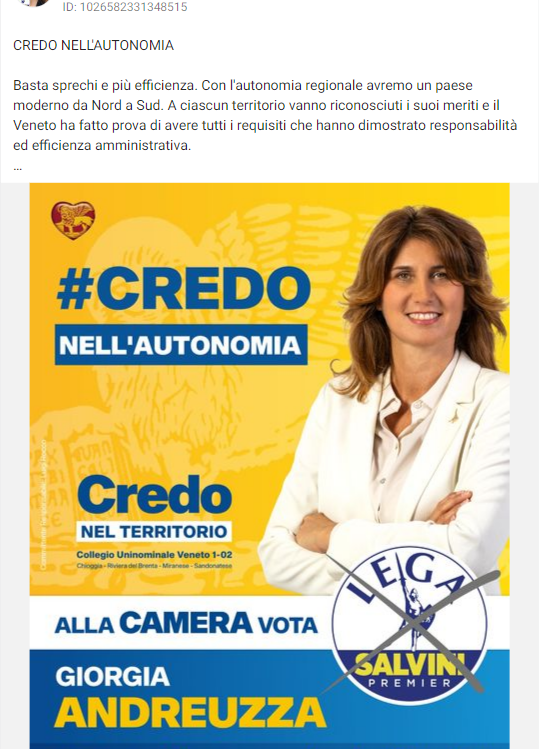 ID: 1026582331348515
CREDO NELL'AUTONOMIA
Basta sprechi e più efficienza. Con l'autonomia regionale avremo un paese
moderno da Nord a Sud. A ciascun territorio vanno riconosciuti i suoi meriti e il
Veneto ha fatto prova di avere tutti i requisiti che hanno dimostrato responsabilità
ed efficienza amministrativa.
...
#CREDO
NELL'AUTONOMIA
Credo
NEL TERRITORIO
Collegio Uninominale Veneto 1-02
Chioggia - Riviera del Brenta - Miranese - Sandonatese
LEGA
SALVINI
PREMIER
ALLA CAMERA VOTA
GIORGIA
ANDREUZZA